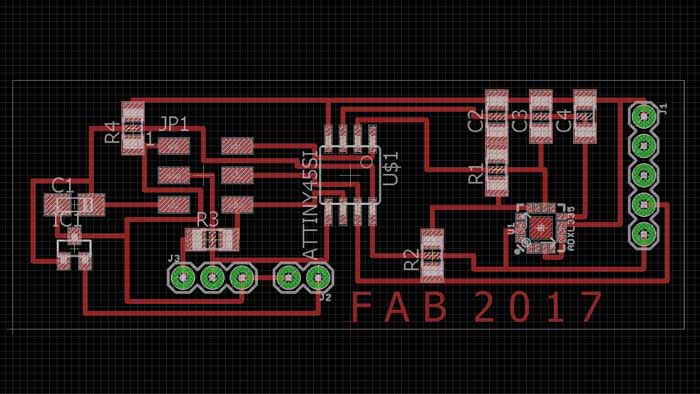 R4
JP1
1
C1
IC1
R3
J3
J2
ATTINY45SI
U$1
C2
C3
C4
R1
R2
U1
ADXL335
J1
FAB 2017